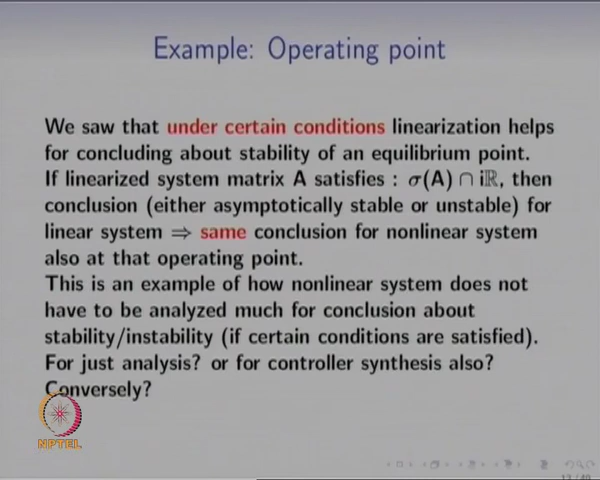 Example: Operating point
We saw that under certain conditions linearization helps
for concluding about stability of an equilibrium point.
If linearized system matrix A satisfies : σ(A) ∩ iℝ, then
conclusion (either asymptotically stable or unstable) for
linear system ⇒ same conclusion for nonlinear system
also at that operating point.
This is an example of how nonlinear system does not
have to be analyzed much for conclusion about
stability/instability (if certain conditions are satisfied).
For just analysis? or for controller synthesis also?
Conversely?
NPTEL